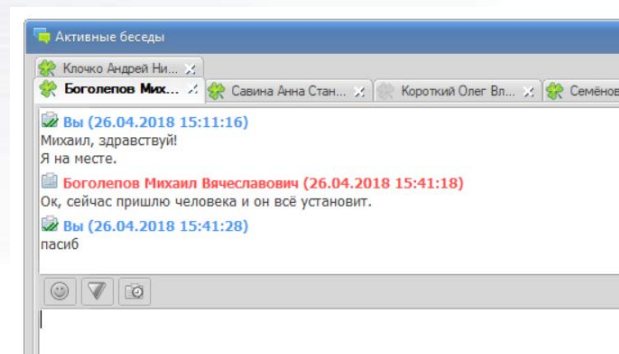 Активные беседы
Клочко Андрей Ни...
Боголепов Мих... Савина Анна Стан... Короткий Олег Вл... Семёнов
Вы (26.04.2018 15:11:16)
Михаил, здравствуй!
Я на месте.
Боголепов Михаил Вячеславович (26.04.2018 15:41:18)
Ок, сейчас пришлю человека и он всё установит.
Вы (26.04.2018 15:41:28)
пасиб